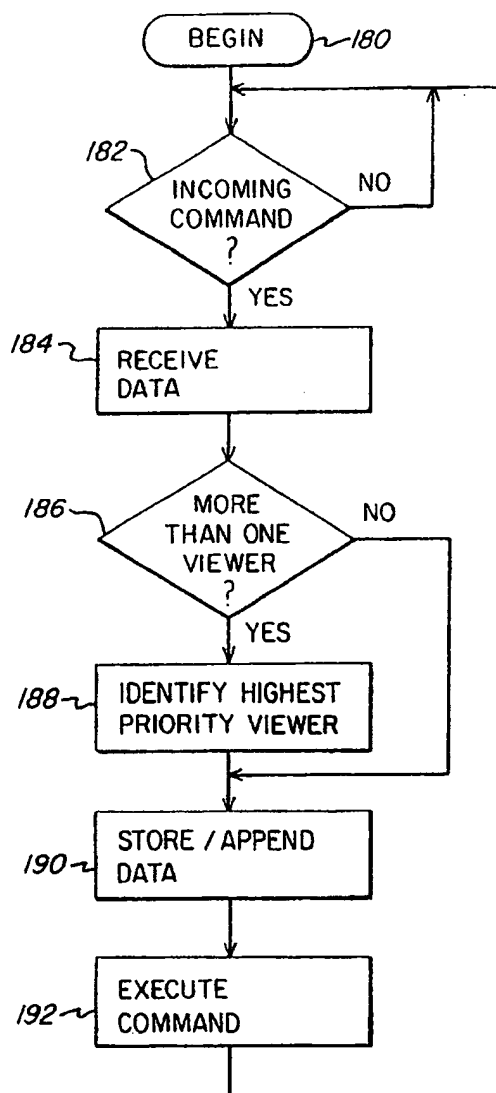 BEGIN
180
182
INCOMING
COMMAND
?
NO
YES
184
RECEIVE
DATA
186
MORE
THAN ONE
VIEWER
?
NO
YES
188
IDENTIFY HIGHEST
PRIORITY VIEWER
190
STORE / APPEND
DATA
192
EXECUTE
COMMAND